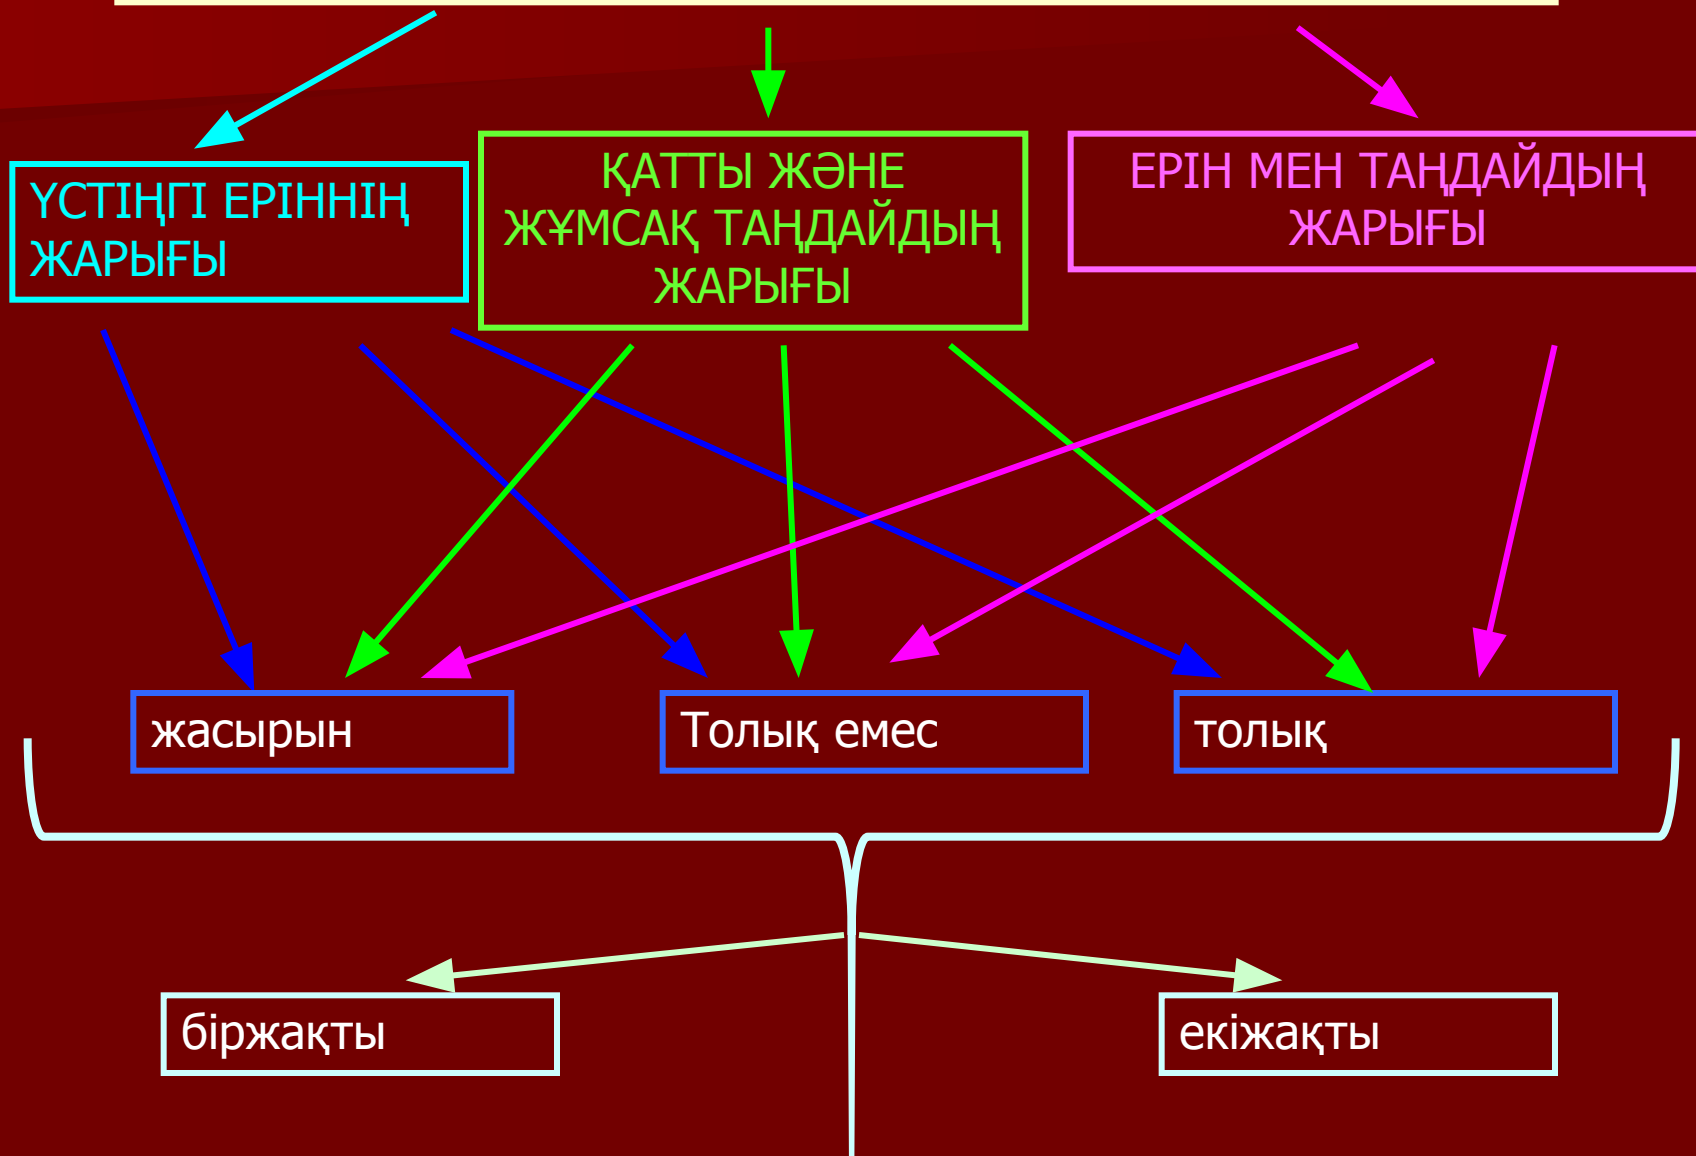 ҮСТІҢГІ ЕРІННІҢ
ЖАРЫҒЫ
ҚАТТЫ ЖӘНЕ
ЖҰМСАҚ ТАҢДАЙДЫҢ
ЖАРЫҒЫ
ЕРІН МЕН ТАҢДАЙДЫҢ
ЖАРЫҒЫ
жасырын
Толық емес
толық
біржақты
екіжақты